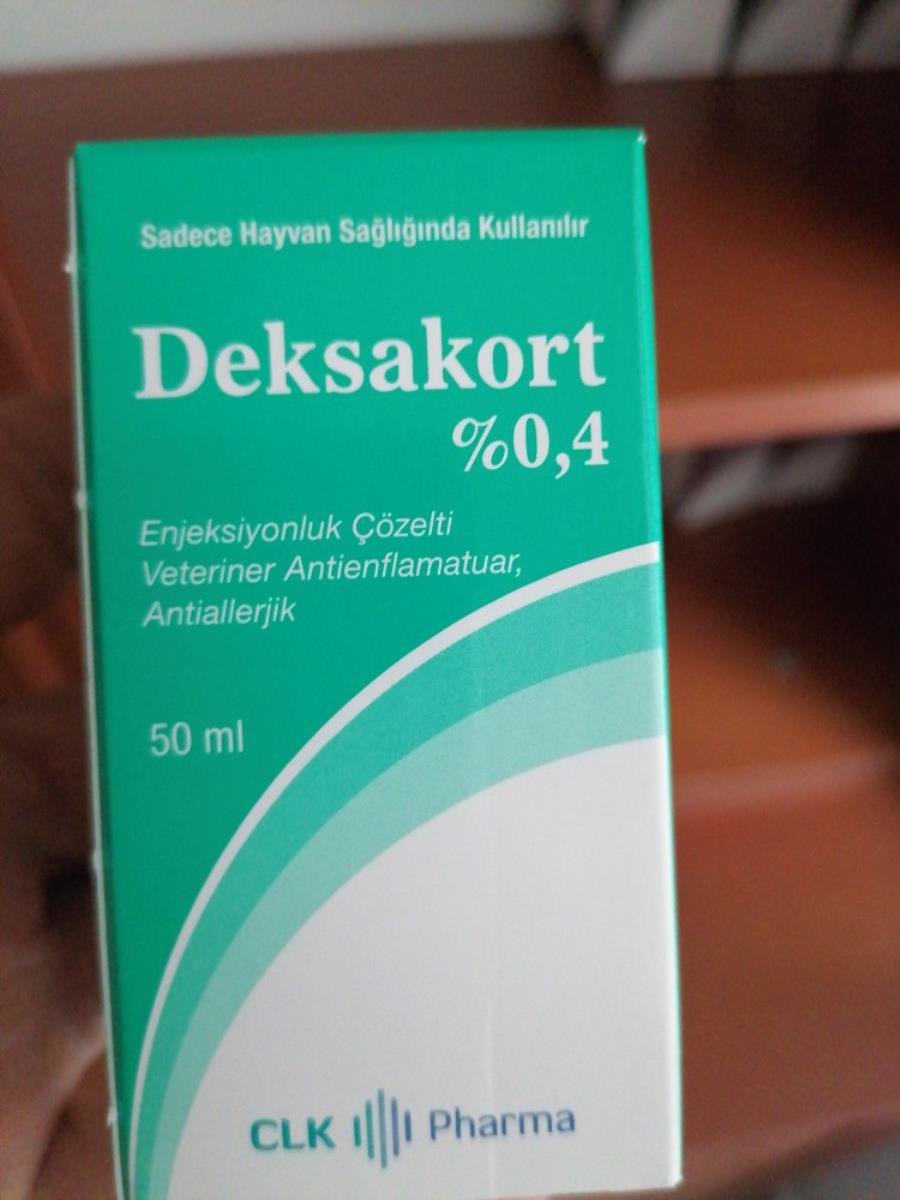 Sadece Hayvan Sağlığında Kullanılır
Deksakort
%0,4
Enjeksiyonluk Çözelti
Veteriner Antienflamatuar,
Antiallerjik
50 ml
CLK Pharma